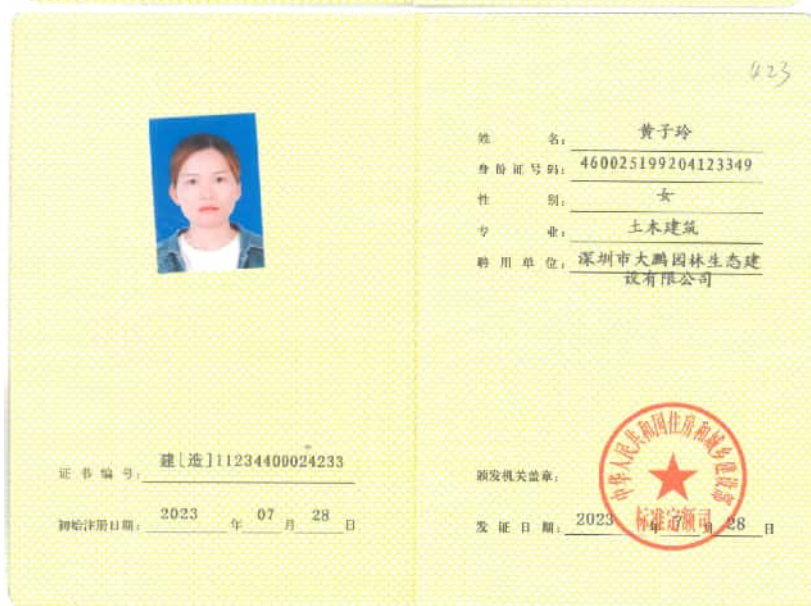 423
姓 名: 黄子玲
身份证号码: 460025199204123349
性 别: 女
专 业: 土木建筑
聘用单位: 深圳市大鹏园林生态建
设有限公司
证书编号: 建[造]11234400024233
初始注册日期: 2023 年 07 月 28 日
颁发机关盖章:
中华人民共和国住房和城乡建设部
标准定额司
发证日期: 2023 年 7 月 28 日